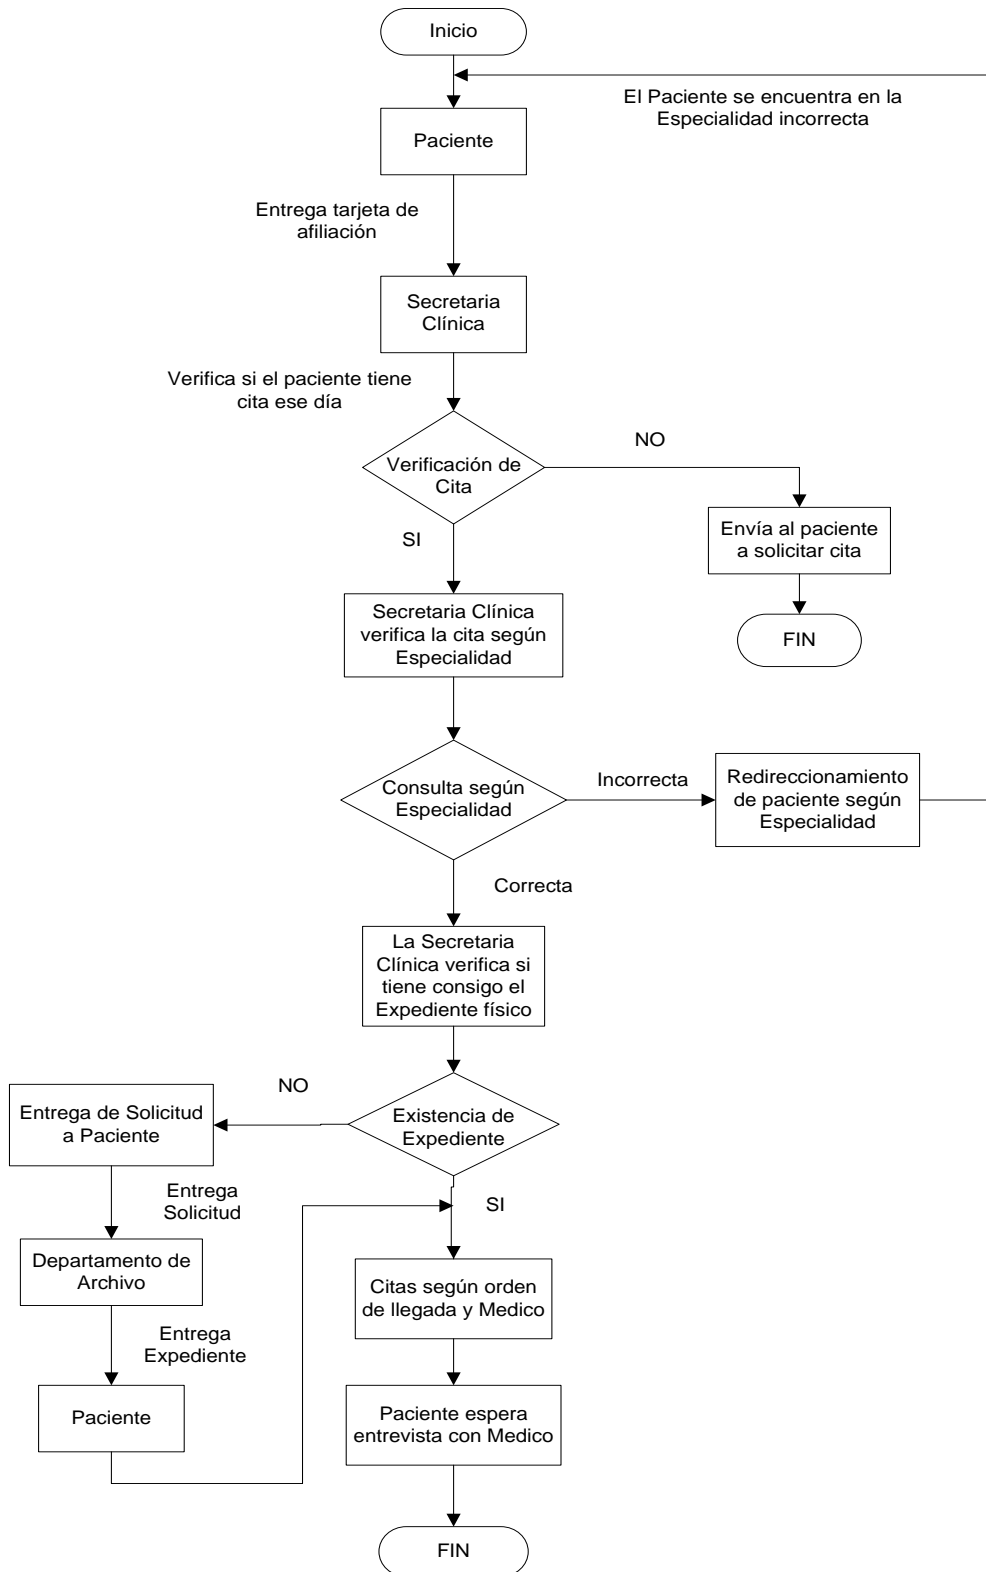 Inicio
El Paciente se encuentra en la
Especialidad incorrecta
Paciente
Entrega tarjeta de
afiliación
Secretaria
Clínica
Verifica si el paciente tiene
cita ese día
Verificación de
Cita
NO
SI
Envía al paciente
a solicitar cita
FIN
Secretaria Clínica
verifica la cita según
Especialidad
Consulta según
Especialidad
Incorrecta
Redireccionamiento
de paciente según
Especialidad
Correcta
La Secretaria
Clínica verifica si
tiene consigo el
Expediente físico
Existencia de
Expediente
NO
Entrega de Solicitud
a Paciente
Entrega
Solicitud
SI
Departamento de
Archivo
Entrega
Expediente
Paciente
Citas según orden
de llegada y Medico
Paciente espera
entrevista con Medico
FIN